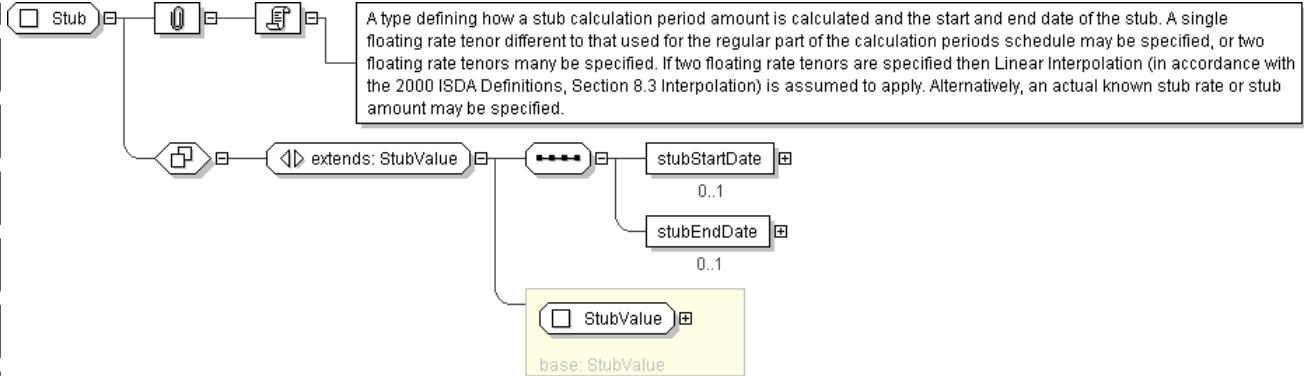 Stub
A type defining how a stub calculation period amount is calculated and the start and end date of the stub. A single
floating rate tenor different to that used for the regular part of the calculation periods schedule may be specified, or two
floating rate tenors many be specified. If two floating rate tenors are specified then Linear Interpolation (in accordance with
the 2000 ISDA Definitions, Section 8.3 Interpolation) is assumed to apply. Alternatively, an actual known stub rate or stub
amount may be specified.
extends: StubValue
stubStartDate
0..1
stubEndDate
0..1
StubValue
base: StubValue